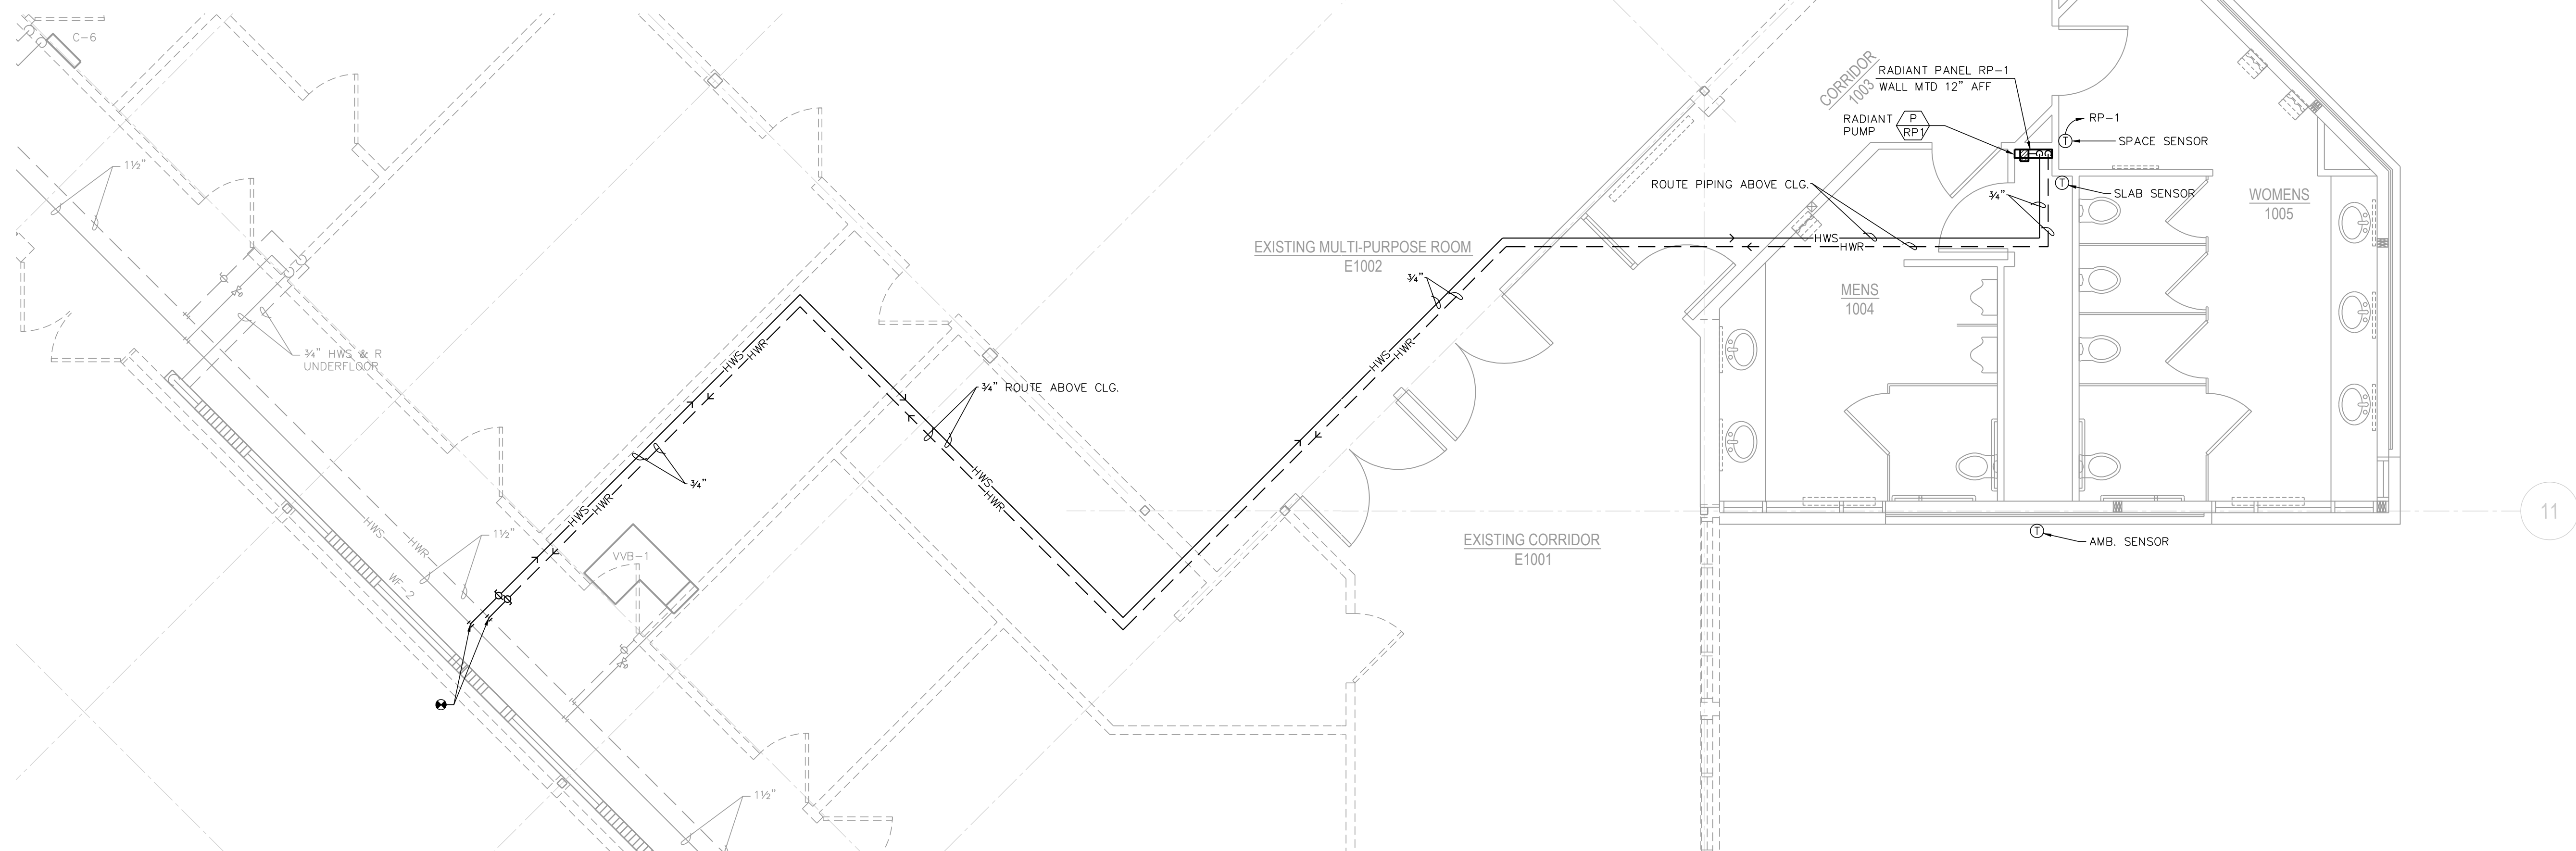 C-6
1½"
CORRIDOR
1003
RADIANT PANEL RP-1
WALL MTD 12" AFF
RADIANT
PUMP
P
RP1
RP-1
T
SPACE SENSOR
T
SLAB SENSOR
ROUTE PIPING ABOVE CLG.
¾"
WOMENS
1005
HWS
HWR
EXISTING MULTI-PURPOSE ROOM
E1002
¾"
MENS
1004
¾" HWS & R
UNDERFLOOR
HWS
HWR
HWS
HWR
¾" ROUTE ABOVE CLG.
¾"
HWS
HWR
HWS
HWR
HWS
HWR
1½"
VVB-1
WF-2
EXISTING CORRIDOR
E1001
T
AMB. SENSOR
11
1½"